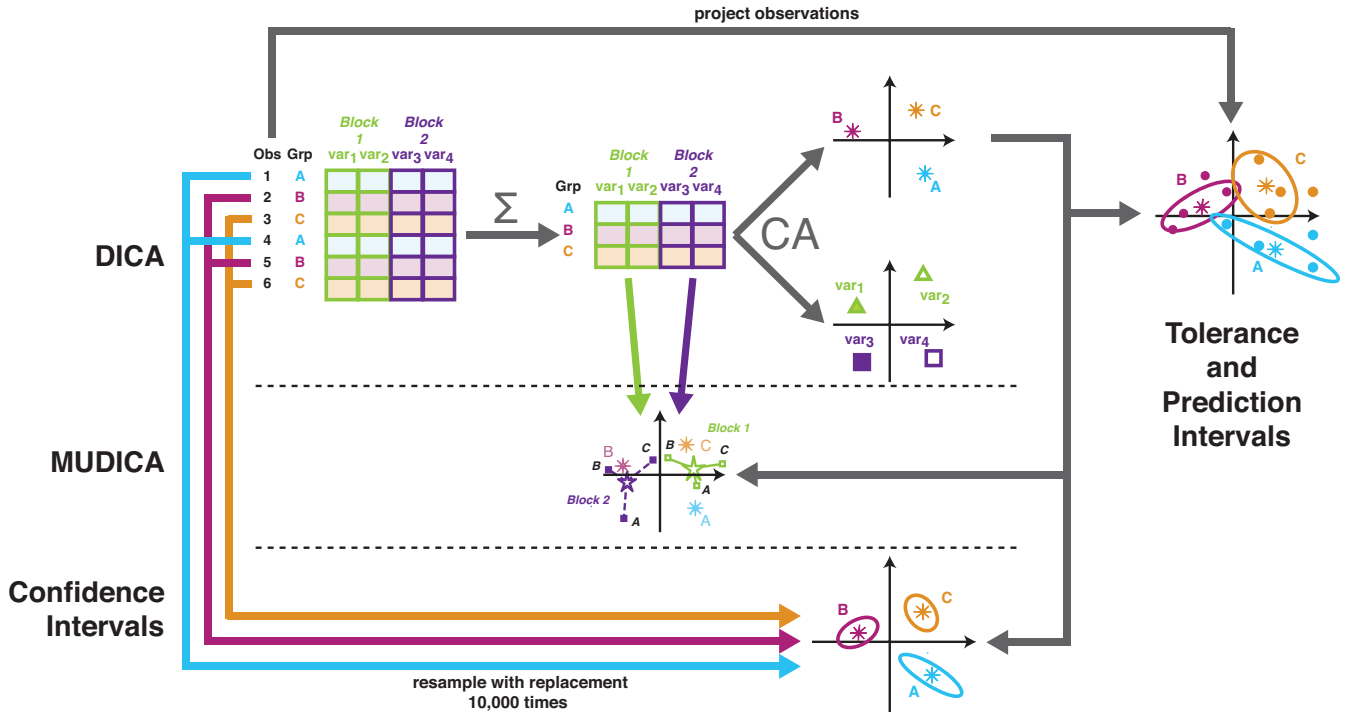 project observations
Block
1
Block
2
Obs Grp var1 var2 var3 var4
1 A
2 B
3 C
4 A
5 B
6 C
DICA
Σ
Block
1
Block
2
Grp var1 var2 var3 var4
A
B
C
CA
B
C
A
var1
var2
var3
var4
B
C
A
Tolerance
and
Prediction
Intervals
MUDICA
Block 1
B
C
B
C
C
B
A
Block 2
A
A
Confidence
Intervals
B
C
A
resample with replacement
10,000 times